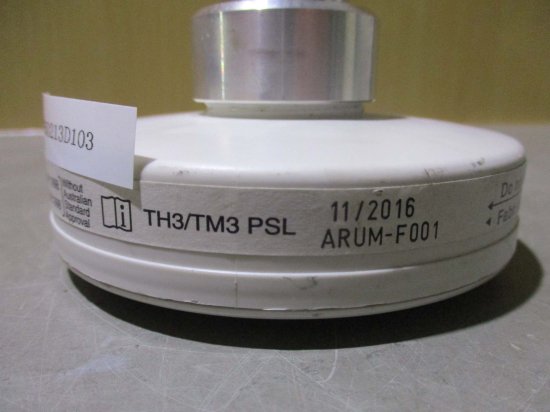 213D103
Without
Australian
Standard
Approval
TH3/TM3 PSL
11/2016
ARUM-F001